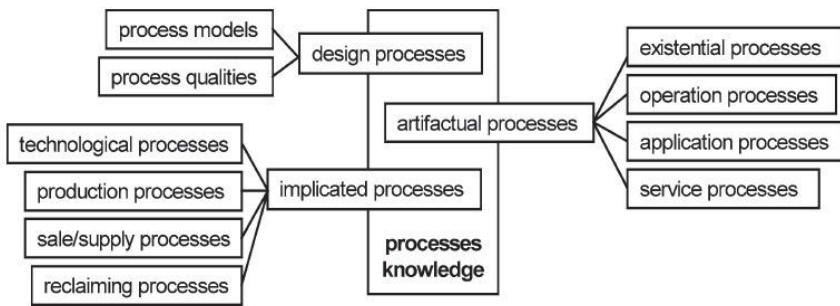 process models
process qualities
design processes
existential processes
operation processes
artifactual processes
application processes
service processes
technological processes
production processes
implicated processes
sale/supply processes
reclaiming processes
processes
knowledge